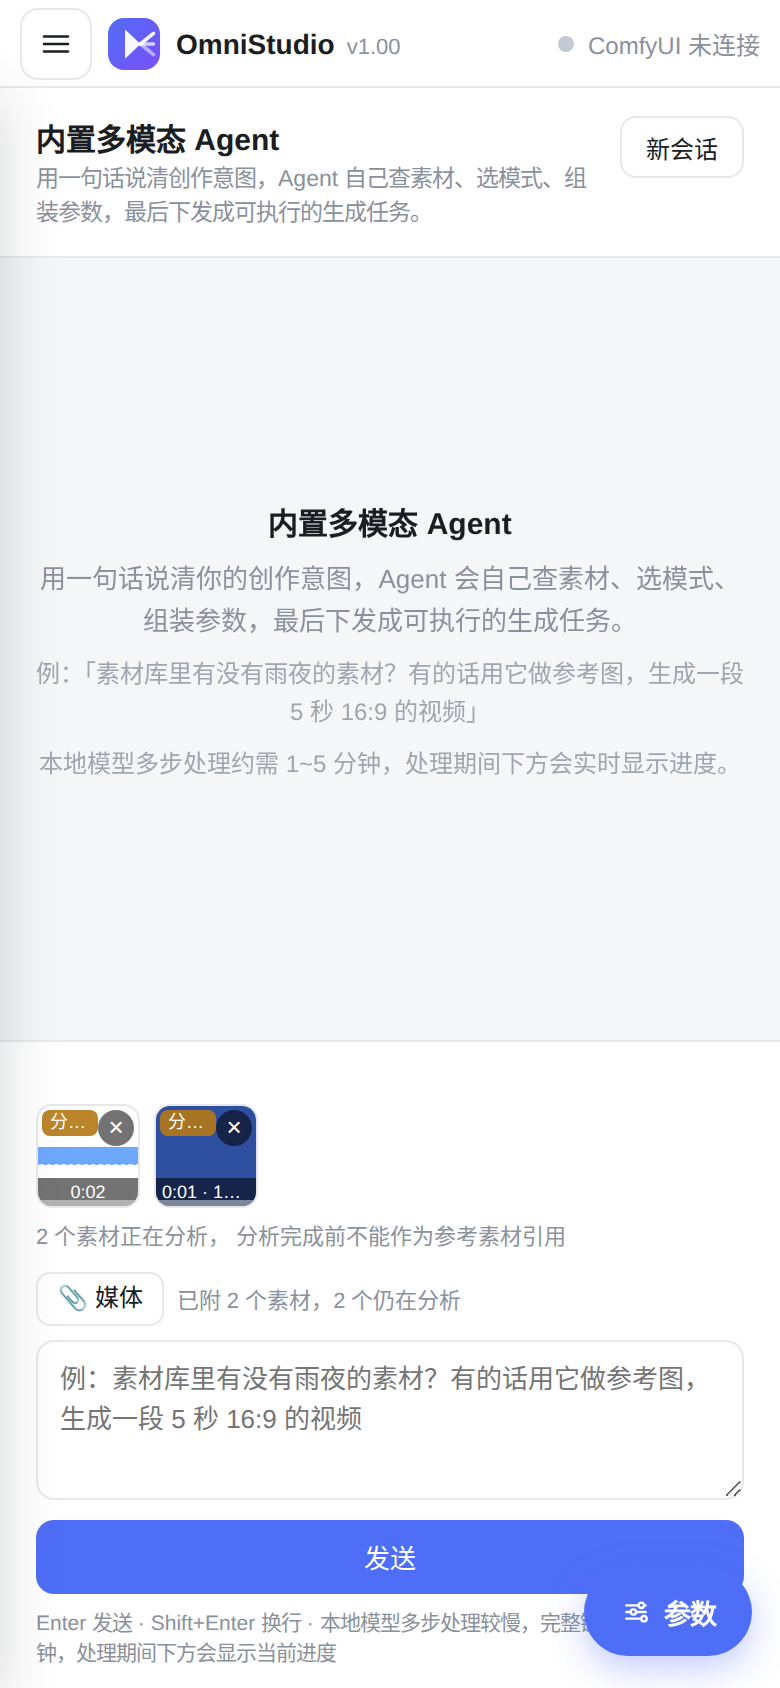 OmniStudio v1.00
ComfyUI 未连接
内置多模态 Agent
新会话
用一句话说清创作意图，Agent 自己查素材、选模式、组
装参数，最后下发成可执行的生成任务。
内置多模态 Agent
用一句话说清你的创作意图，Agent 会自己查素材、选模式、
组装参数，最后下发成可执行的生成任务。
例：「素材库里有没有雨夜的素材？有的话用它做参考图，生成一段
5 秒 16:9 的视频」
本地模型多步处理约需 1~5 分钟，处理期间下方会实时显示进度。
分...
分...
0:02
0:01 · 1...
2 个素材正在分析， 分析完成前不能作为参考素材引用
📎 媒体
已附 2 个素材，2 个仍在分析
例：素材库里有没有雨夜的素材？有的话用它做参考图，
生成一段 5 秒 16:9 的视频
发送
Enter 发送 · Shift+Enter 换行 · 本地模型多步处理较慢，完整
钟，处理期间下方会显示当前进度
参数